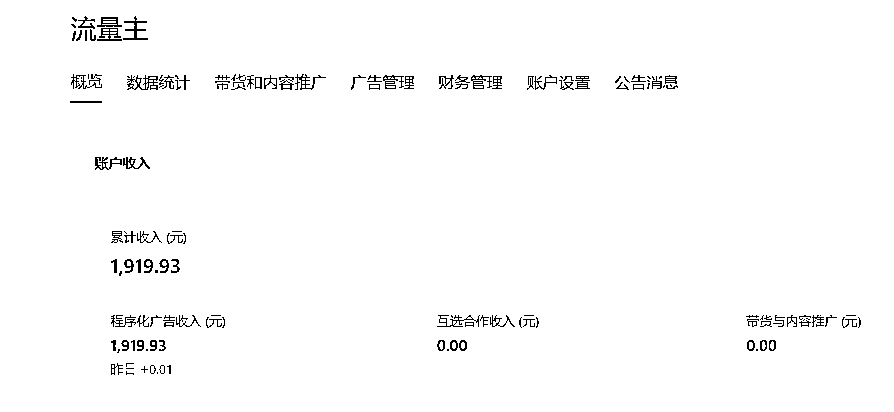 流量主
概览 数据统计 带货和内容推广 广告管理 财务管理 账户设置 公告消息
账户收入
累计收入 (元)
1,919.93
程序化广告收入 (元) 互选合作收入 (元) 带货与内容推广 (元)
1,919.93 0.00 0.00
昨日 +0.01